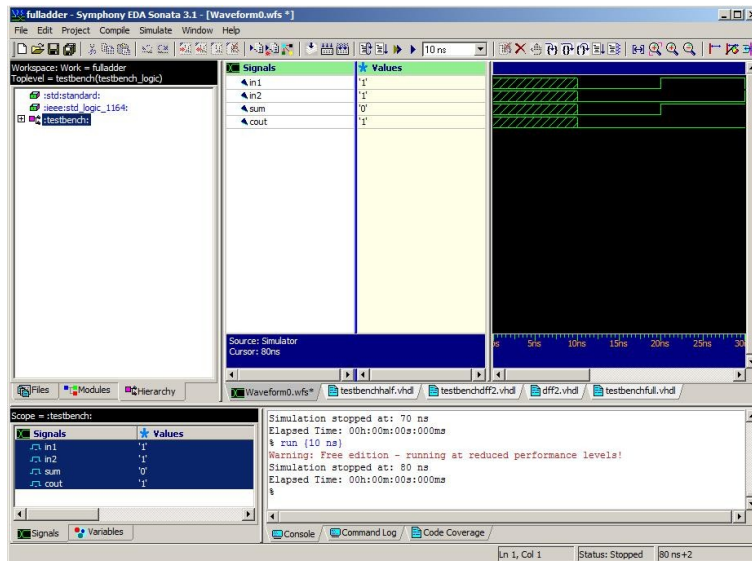 fulladder - Symphony EDA Sonata 3.1 - [Waveform0.wfs *]
File Edit Project Compile Simulate Window Help
10 ns
Workspace: Work = fulladder
Toplevel = testbench(testbench_logic)
:std:standard:
:ieee:std_logic_1164:
:testbench:
Files Modules Hierarchy
Signals Values
in1 '1'
in2 '1'
sum '0'
cout '1'
Source: Simulator
Cursor: 80ns
5ns 10ns 15ns 20ns 25ns
Waveform0.wfs* testbenchhalf.vhdl testbenchdff2.vhdl dff2.vhdl testbenchfull.vhdl
Scope = :testbench:
Signals Values
in1 '1'
in2 '1'
sum '0'
cout '1'
Signals Variables
Simulation stopped at: 70 ns
Elapsed Time: 00h:00m:00s:000ms
% run {10 ns}
Warning: Free edition - running at reduced performance levels!
Simulation stopped at: 80 ns
Elapsed Time: 00h:00m:00s:000ms
%
Console Command Log Code Coverage
Ln 1, Col 1 Status: Stopped 80 ns+2